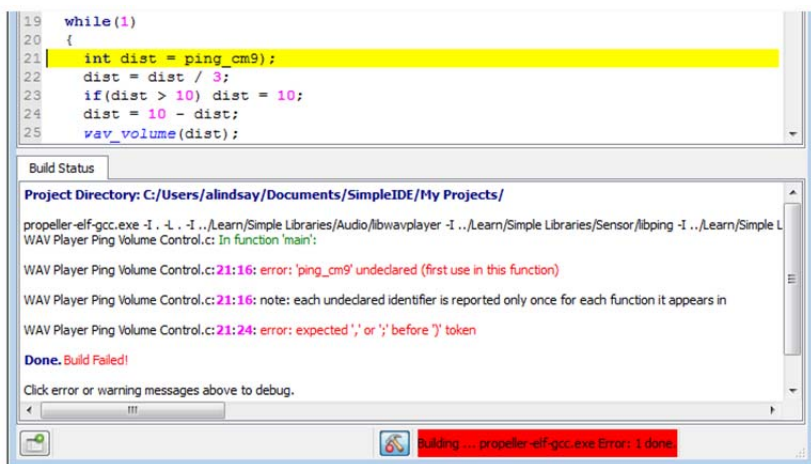 19 while(1)
20 {
21 int dist = ping_cm9);
22 dist = dist / 3;
23 if(dist > 10) dist = 10;
24 dist = 10 - dist;
25 wav_volume(dist);
Build Status
Project Directory: C:/Users/alindsay/Documents/SimpleIDE/My Projects/
propeller-elf-gcc.exe -I . -L . -I ../Learn/Simple Libraries/Audio/libwavplayer -I ../Learn/Simple Libraries/Sensor/libping -I ../Learn/Simple L
WAV Player Ping Volume Control.c: In function 'main':
WAV Player Ping Volume Control.c:21:16: error: 'ping_cm9' undeclared (first use in this function)
WAV Player Ping Volume Control.c:21:16: note: each undeclared identifier is reported only once for each function it appears in
WAV Player Ping Volume Control.c:21:24: error: expected ',' or ';' before ')' token
Done. Build Failed!
Click error or warning messages above to debug.
Building ... propeller-elf-gcc.exe Error: 1 done.